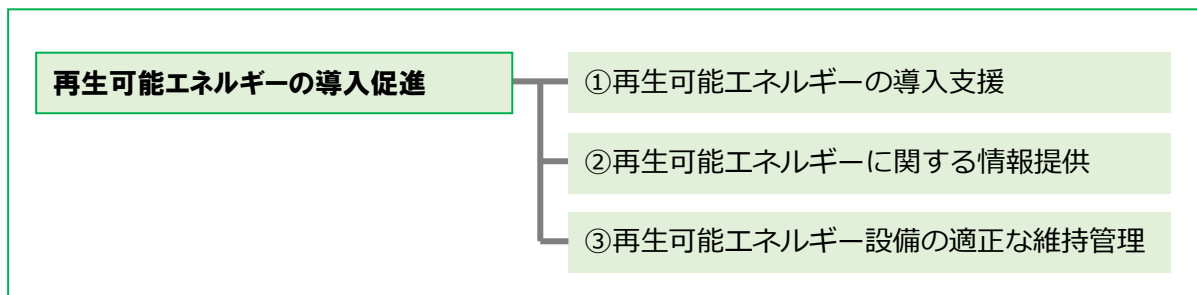 再生可能エネルギーの導入促進
①再生可能エネルギーの導入支援
②再生可能エネルギーに関する情報提供
③再生可能エネルギー設備の適正な維持管理